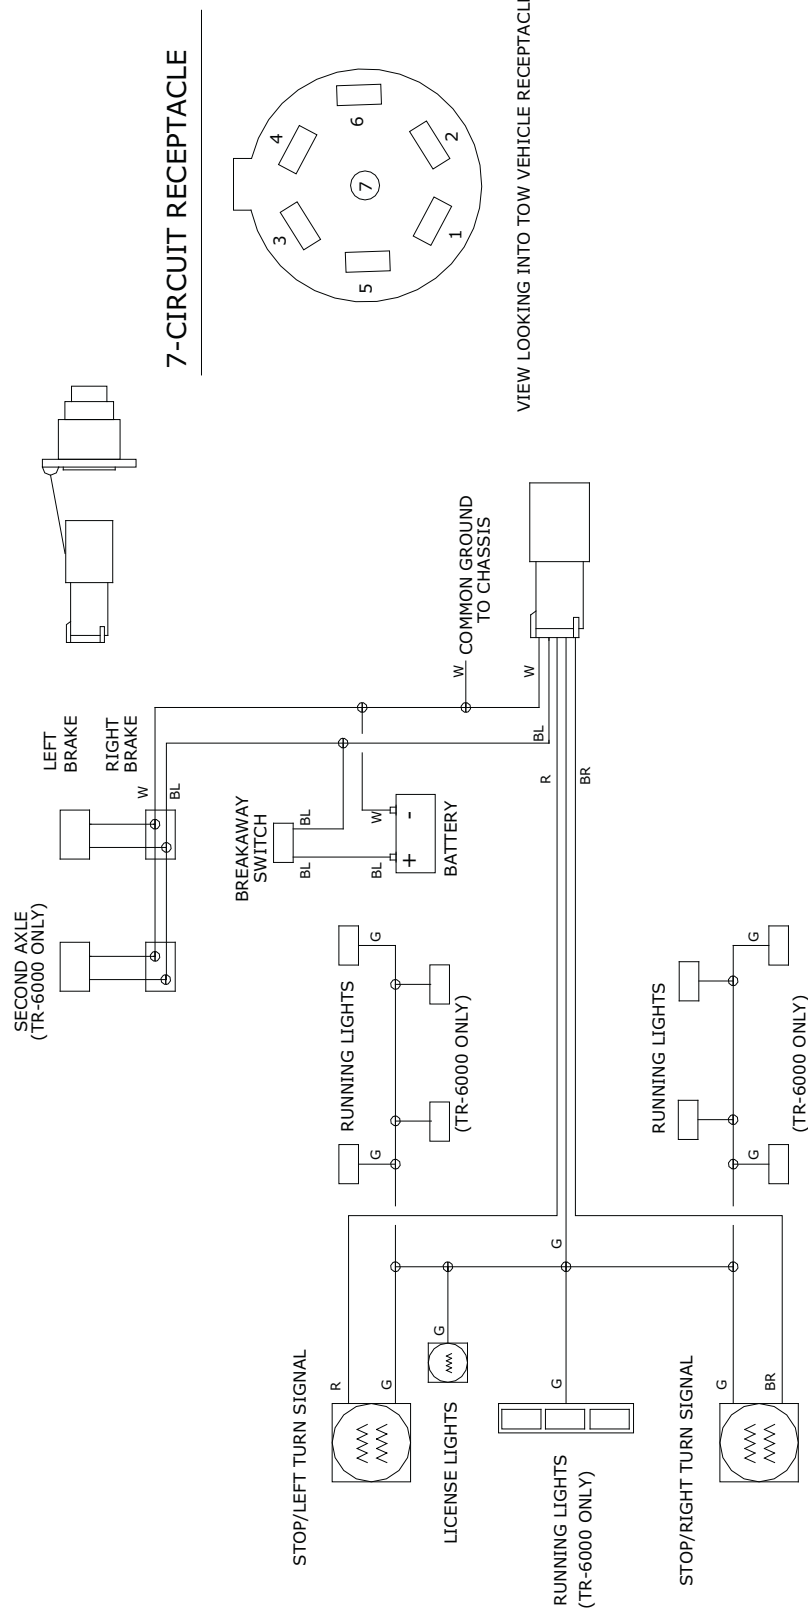 7-CIRCUIT RECEPTACLE
4
6
3
7
2
5
1
VIEW LOOKING INTO TOW VEHICLE RECEPTACLE
LEFT
BRAKE
RIGHT
BRAKE
W
BL
SECOND AXLE
(TR-6000 ONLY)
COMMON GROUND
TO CHASSIS
W
W
BL
R
BR
BREAKAWAY
SWITCH
BL
BL
BL
W
+
-
BATTERY
G
RUNNING LIGHTS
(TR-6000 ONLY)
G
G
RUNNING LIGHTS
(TR-6000 ONLY)
G
G
STOP/LEFT TURN SIGNAL
R
G
G
LICENSE LIGHTS
G
RUNNING LIGHTS
(TR-6000 ONLY)
G
BR
STOP/RIGHT TURN SIGNAL